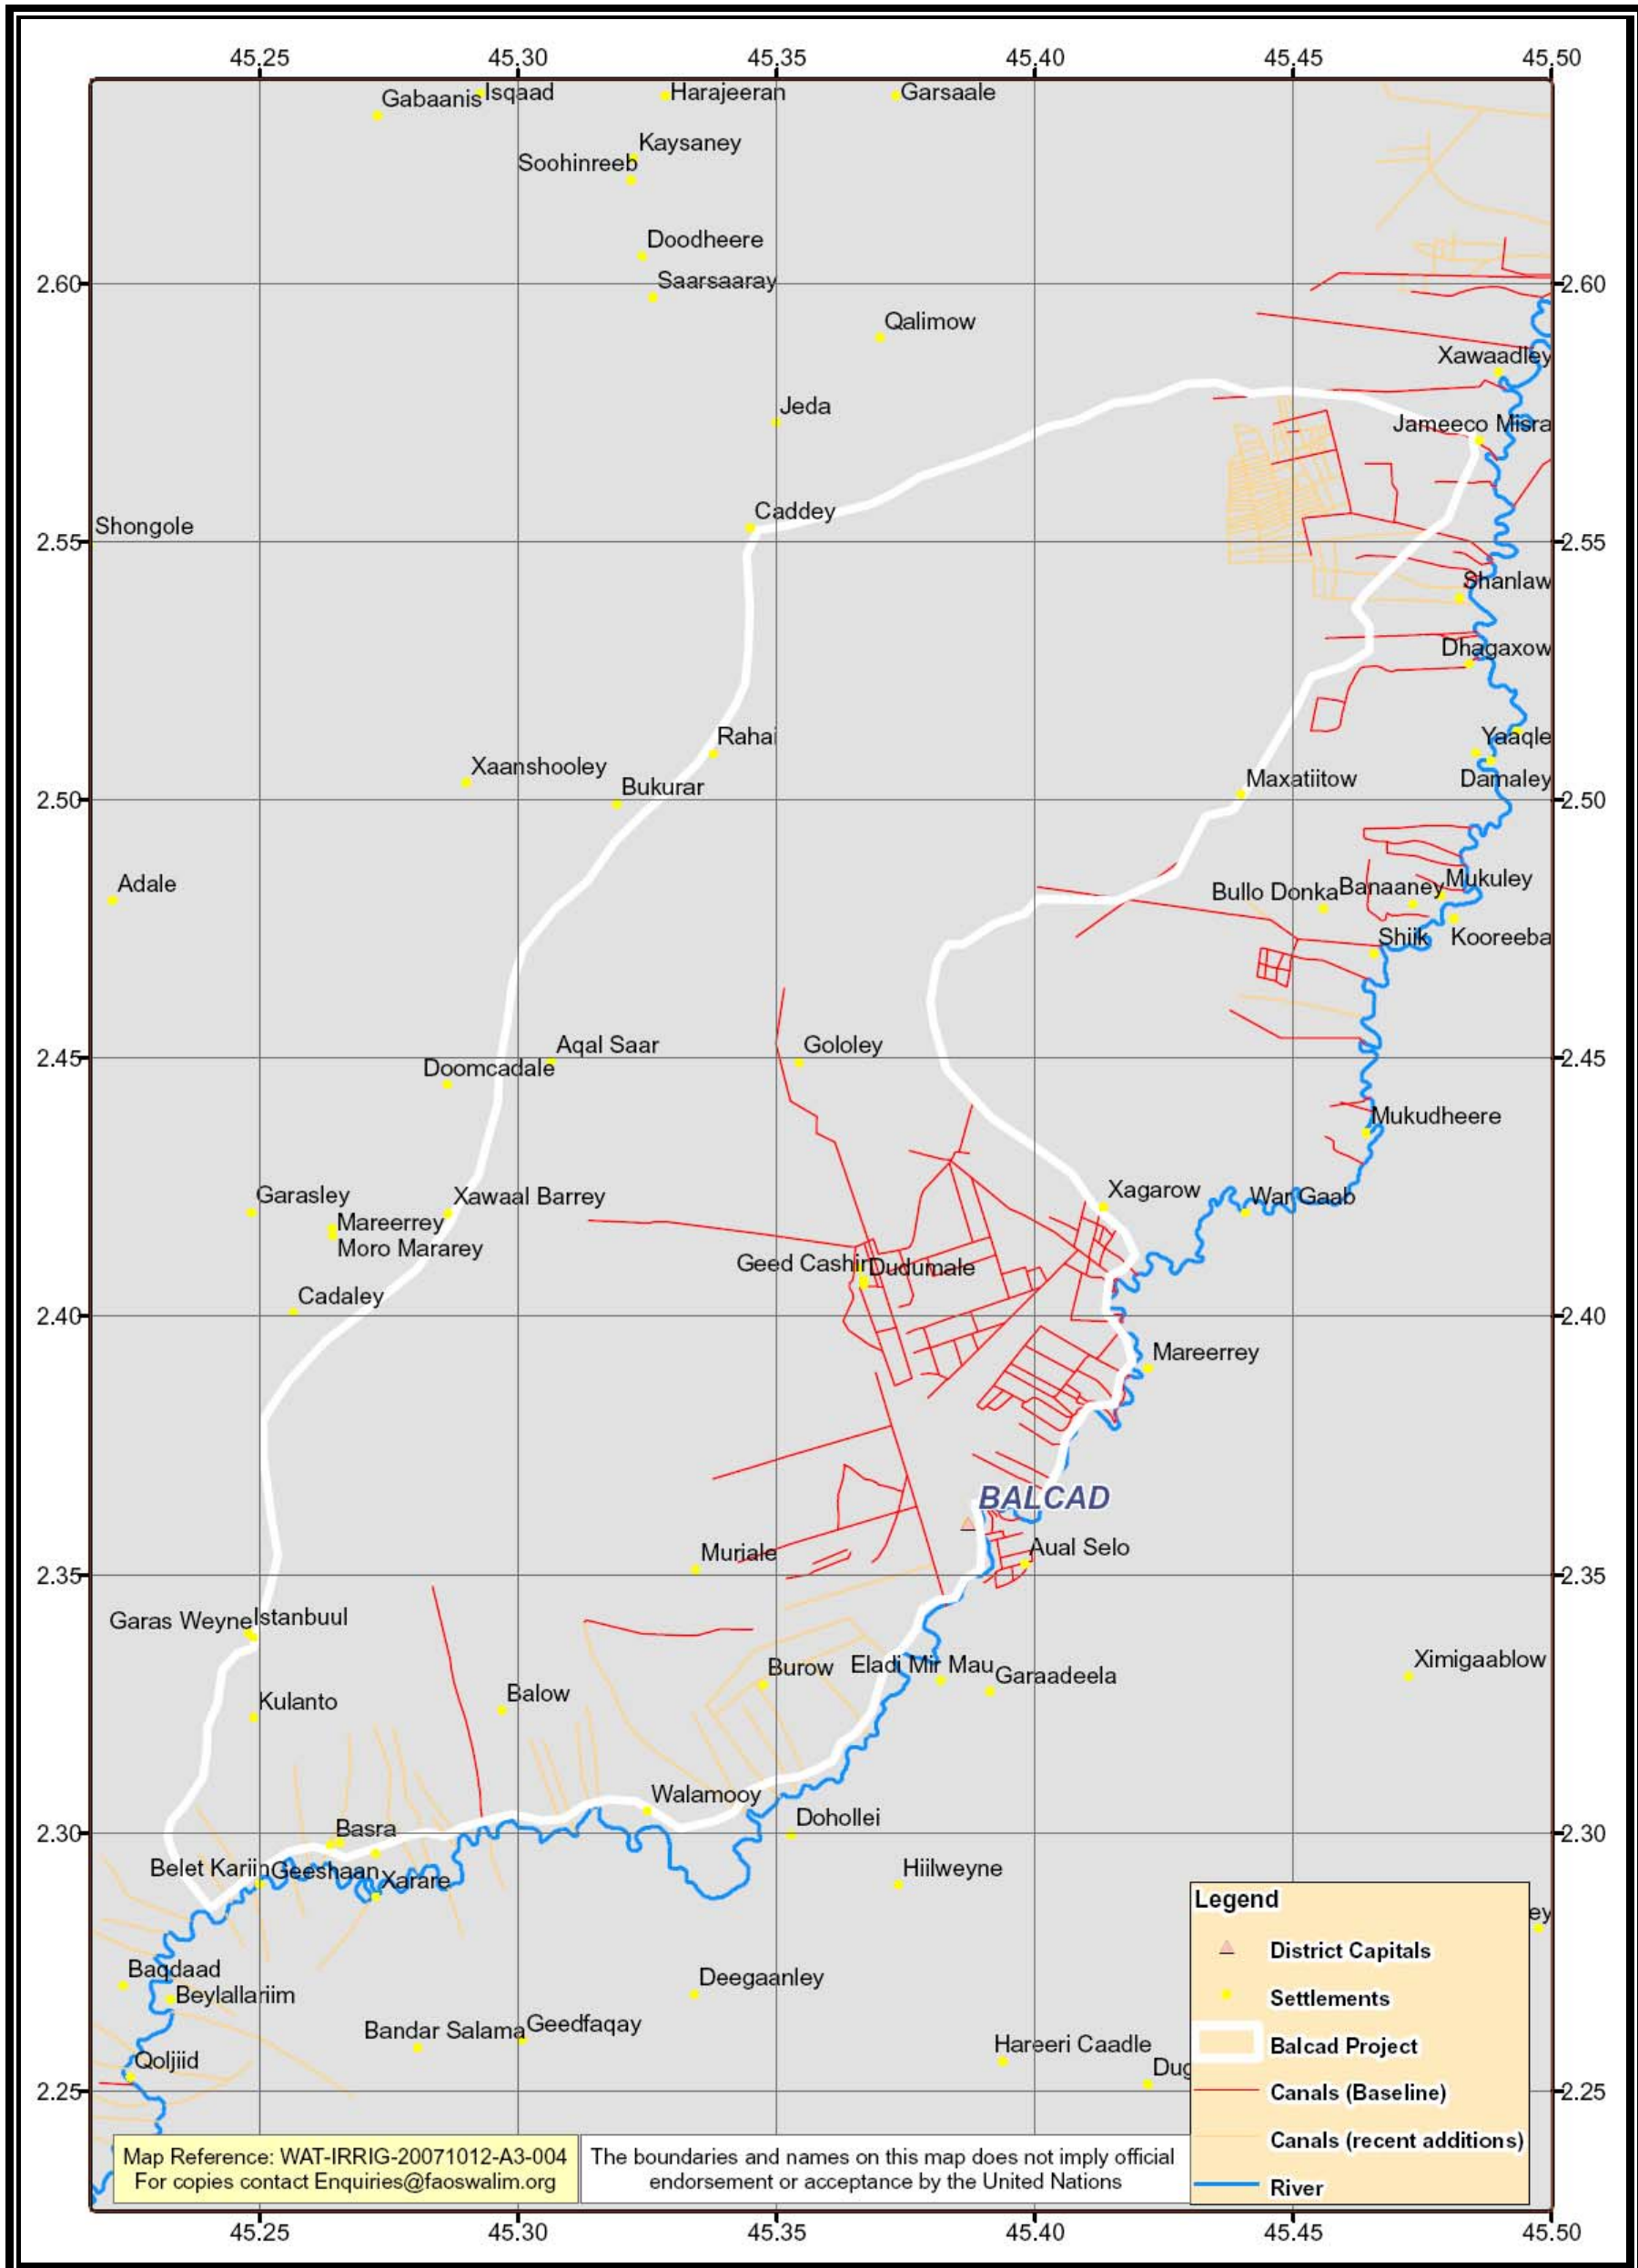 45.25 45.30 45.35 45.40 45.45 45.50
Gabaanis Isqaad Harajeeran Garsaale
Kaysaney
Soohinreeb
Doodheere
2.60 Saarsaaray 2.60
Qalimow
Xawaadley
Jeda
Jameeco Misra
Caddey
Shongole
2.55 2.55
Shanlaw
Dhagaxow
Rahai Yaaqle
Xaanshooley
Bukurar Maxatiitow Damaley
2.50 2.50
Adale
Bullo Donka Banaaney Mukuley
Shiik Kooreeba
Aqal Saar Gololey
2.45 2.45
Doomcadale
Mukudheere
Garasley Xawaal Barrey Xagarow War Gaab
Mareerrey
Moro Mararey
Geed Cashir Dudumale
Cadaley
2.40 2.40
Mareerrey
BALCAD
Muriale Aual Selo
2.35 2.35
Garas Weyne Istanbuul
Burow Eladi Mir Mau Garaadeela Ximigaablow
Kulanto Balow
Walamooy
Basra Dohollei
2.30 2.30
Belet Kariin Geeshaan Xarare Hiilweyne
Legend
ey
District Capitals
Baqdaad Deegaanley
Beylallariim Settlements
Bandar Salama Geedfaqay
Hareeri Caadle Balcad Project
Qoljiid Dug
2.25 Canals (Baseline) 2.25
Canals (recent additions)
River
Map Reference: WAT-IRRIG-20071012-A3-004
For copies contact Enquiries@faoswalim.org
The boundaries and names on this map does not imply official
endorsement or acceptance by the United Nations
45.25 45.30 45.35 45.40 45.45 45.50